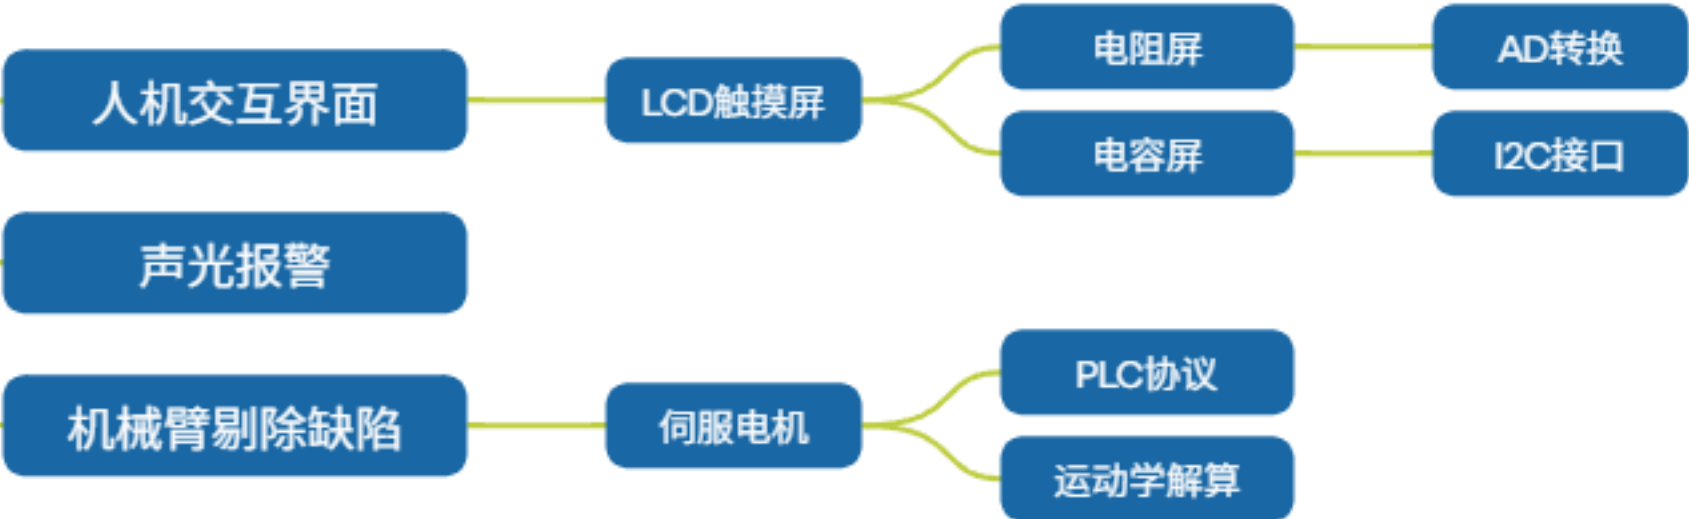 人机交互界面
LCD触摸屏
电阻屏
AD转换
电容屏
I2C接口
声光报警
机械臂剔除缺陷
伺服电机
PLC协议
运动学解算